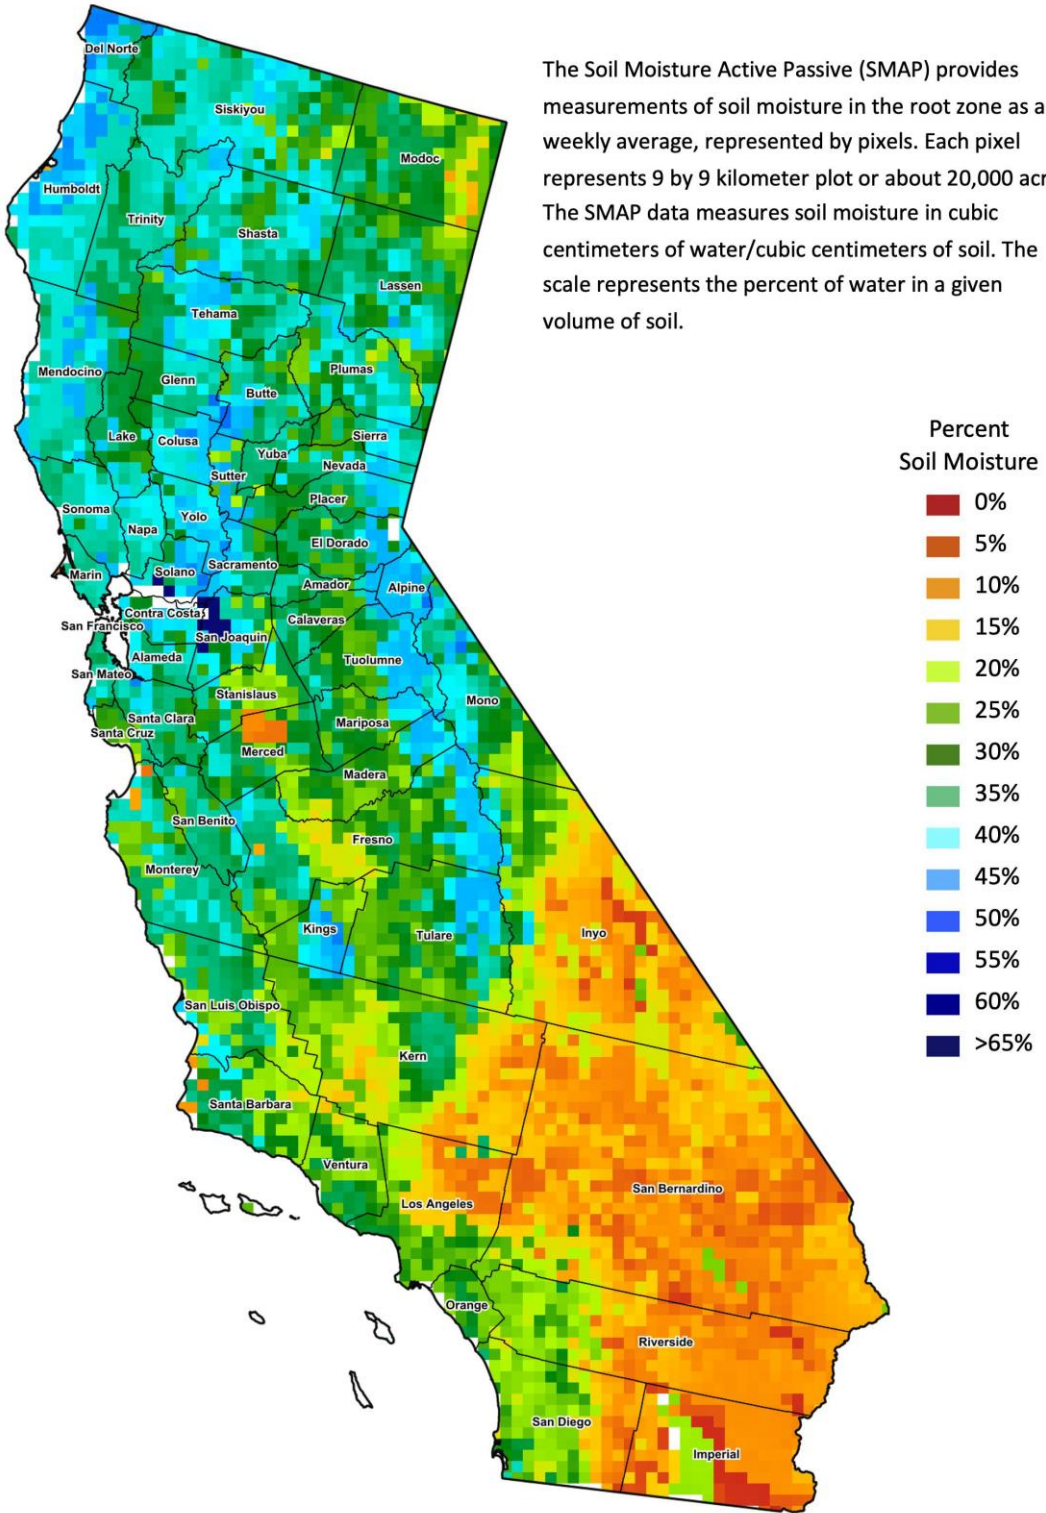 The Soil Moisture Active Passive (SMAP) provides
measurements of soil moisture in the root zone as a
weekly average, represented by pixels. Each pixel
represents 9 by 9 kilometer plot or about 20,000 acr
The SMAP data measures soil moisture in cubic
centimeters of water/cubic centimeters of soil. The
scale represents the percent of water in a given
volume of soil.
Del Norte
Siskiyou
Modoc
Humboldt
Trinity
Shasta
Lassen
Tehama
Mendocino
Glenn
Butte
Plumas
Lake
Colusa
Yuba
Sierra
Sutter
Nevada
Placer
Sonoma
Napa
Yolo
El Dorado
Marin
Solano
Sacramento
Amador
Alpine
Contra Costa
San Francisco
San Joaquin
Calaveras
Alameda
Tuolumne
San Mateo
Stanislaus
Mono
Santa Clara
Santa Cruz
Mariposa
Merced
Madera
San Benito
Fresno
Monterey
Kings
Tulare
Inyo
San Luis Obispo
Kern
Santa Barbara
Ventura
Los Angeles
San Bernardino
Orange
Riverside
San Diego
Imperial
Percent
Soil Moisture
0%
5%
10%
15%
20%
25%
30%
35%
40%
45%
50%
55%
60%
>65%